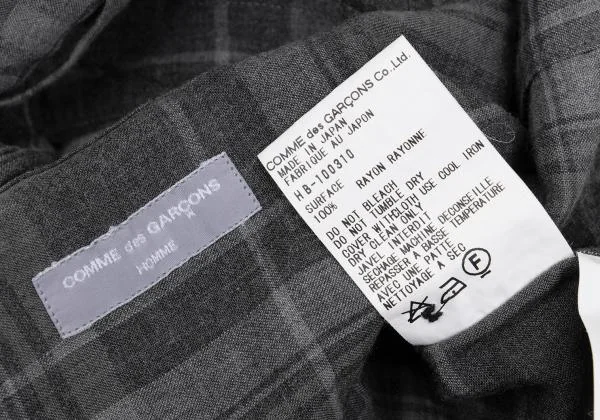 COMME des GARÇONS
HOMME
COMME des GARÇONS Co.,Ltd.
MADE IN JAPAN
FABRIQUE AU JAPON
HB-100310
SURFACE
100% RAYON RAYONNE
DO NOT BLEACH
DO NOT TUMBLE DRY
COVER WITH CLOTH USE COOL IRON
DRY CLEAN ONLY
JAVEL INTERDIT
SECHAGE MACHINE DECONSEILLE
REPASSER A BASSE TEMPERATURE
AVEC UNE PATTE
NETTOYAGE A SEC
F